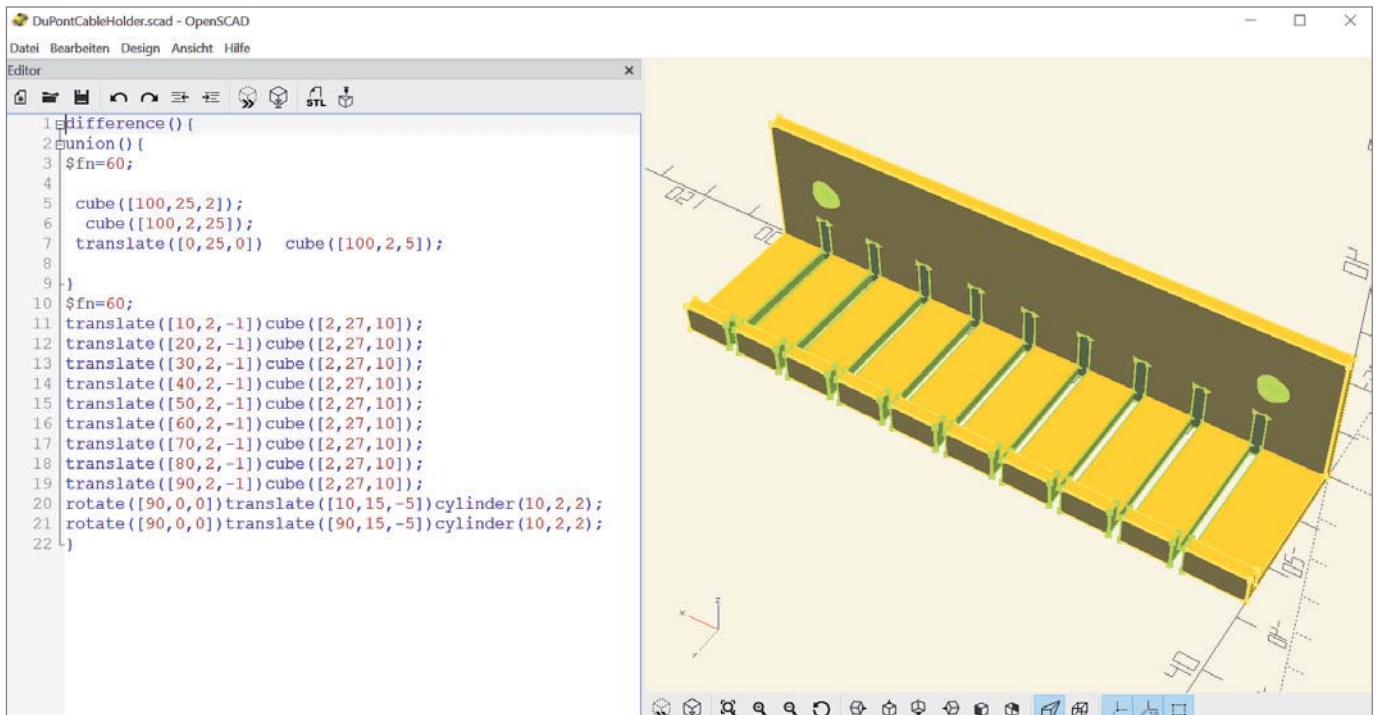 DuPontCableHolder.scad - OpenSCAD
Datei Bearbeiten Design Ansicht Hilfe
Editor
STL
1 difference(){
2 union(){
3 $fn=60;
4
5 cube([100,25,2]);
6 cube([100,2,25]);
7 translate([0,25,0]) cube([100,2,5]);
8
9 }
10 $fn=60;
11 translate([10,2,-1])cube([2,27,10]);
12 translate([20,2,-1])cube([2,27,10]);
13 translate([30,2,-1])cube([2,27,10]);
14 translate([40,2,-1])cube([2,27,10]);
15 translate([50,2,-1])cube([2,27,10]);
16 translate([60,2,-1])cube([2,27,10]);
17 translate([70,2,-1])cube([2,27,10]);
18 translate([80,2,-1])cube([2,27,10]);
19 translate([90,2,-1])cube([2,27,10]);
20 rotate([90,0,0])translate([10,15,-5])cylinder(10,2,2);
21 rotate([90,0,0])translate([90,15,-5])cylinder(10,2,2);
22 }
x
y
z
40